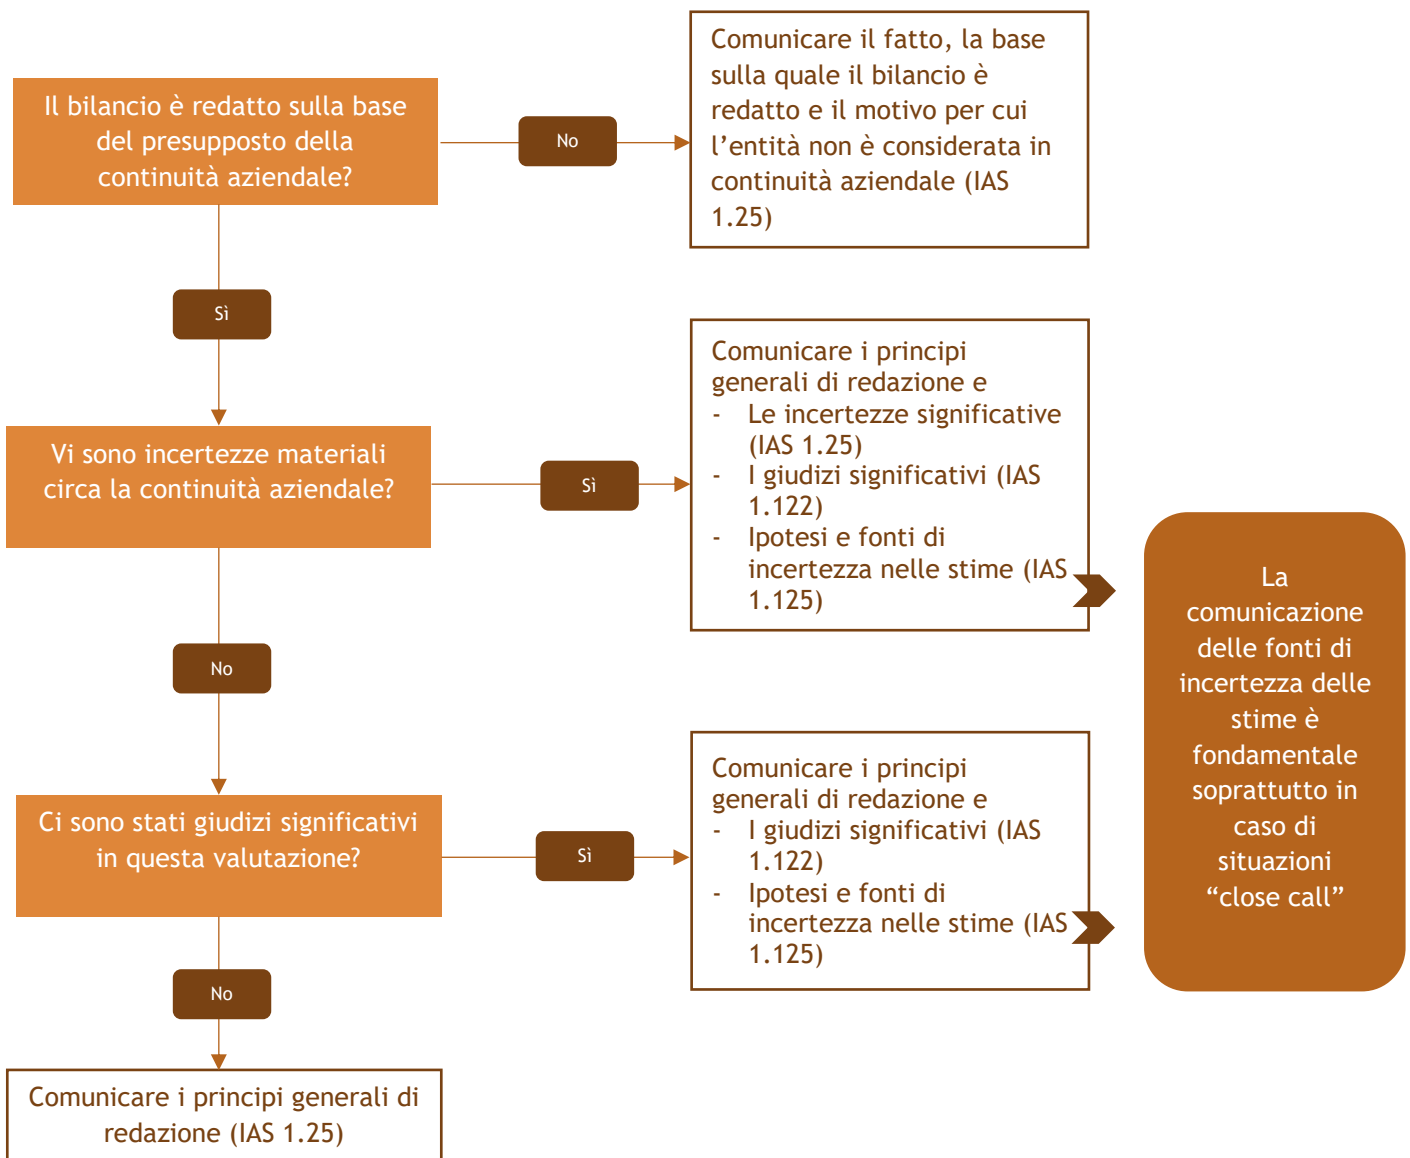 Il bilancio è redatto sulla base
del presupposto della
continuità aziendale?
No
Comunicare il fatto, la base
sulla quale il bilancio è
redatto e il motivo per cui
l’entità non è considerata in
continuità aziendale (IAS
1.25)
Sì
Vi sono incertezze materiali
circa la continuità aziendale?
Sì
Comunicare i principi
generali di redazione e
- Le incertezze significative
(IAS 1.25)
- I giudizi significativi (IAS
1.122)
- Ipotesi e fonti di
incertezza nelle stime (IAS
1.125)
La
comunicazione
delle fonti di
incertezza delle
stime è
fondamentale
soprattutto in
caso di
situazioni
“close call”
No
Ci sono stati giudizi significativi
in questa valutazione?
Sì
Comunicare i principi
generali di redazione e
- I giudizi significativi (IAS
1.122)
- Ipotesi e fonti di
incertezza nelle stime (IAS
1.125)
No
Comunicare i principi generali di
redazione (IAS 1.25)